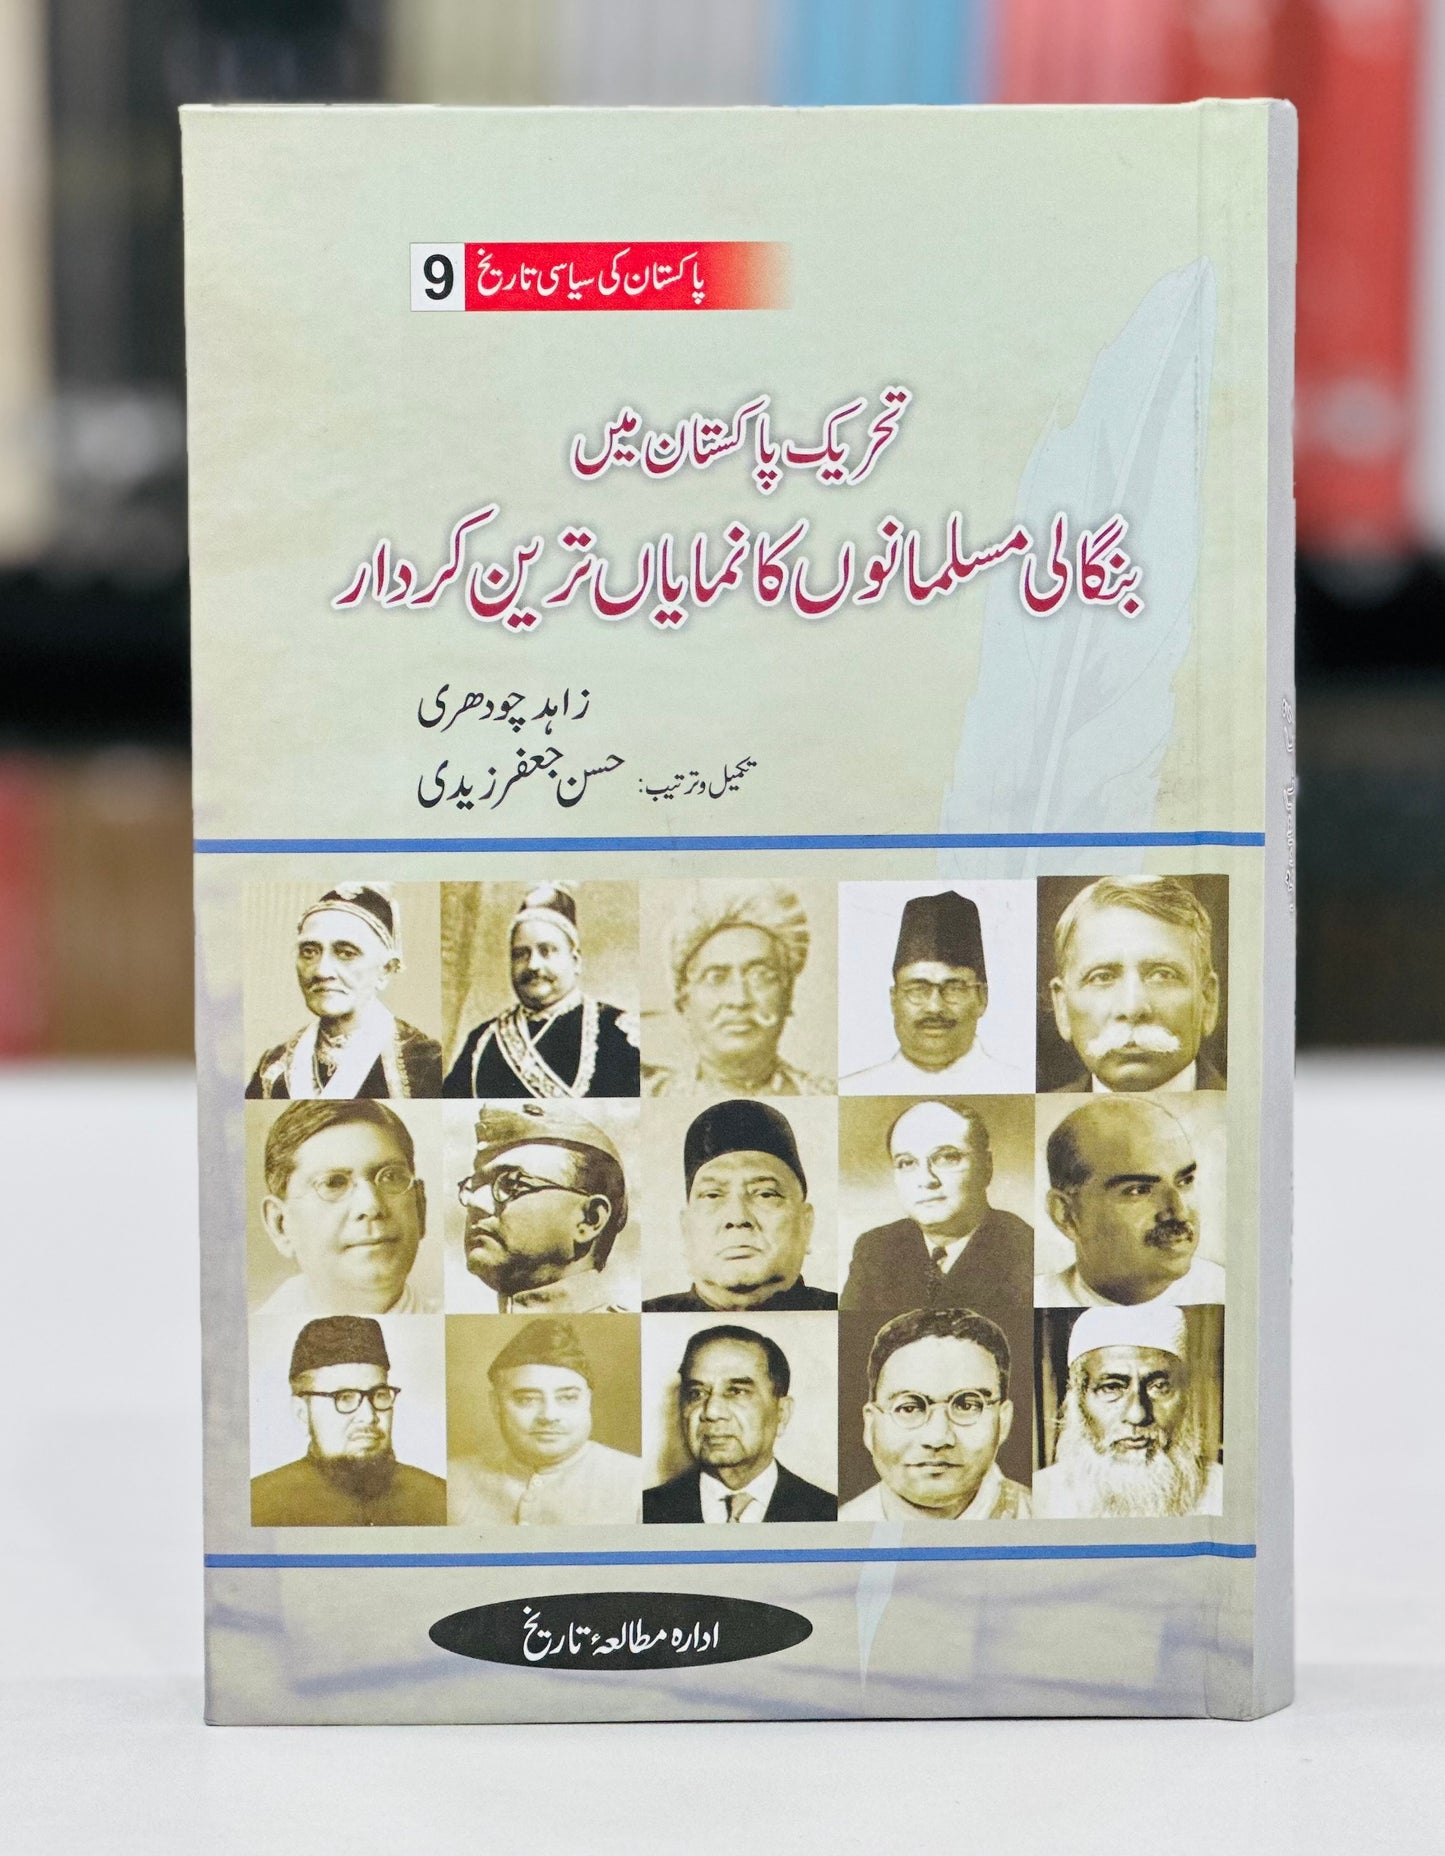 پاکستان کی سیاسی تاریخ 9
تحریک پاکستان میں
بنگالی مسلمانوں کا نمایاں ترین کردار
زاہد چودھری
تکمیل و ترتیب: حسن جعفر زیدی
ادارہ مطالعۂ تاریخ